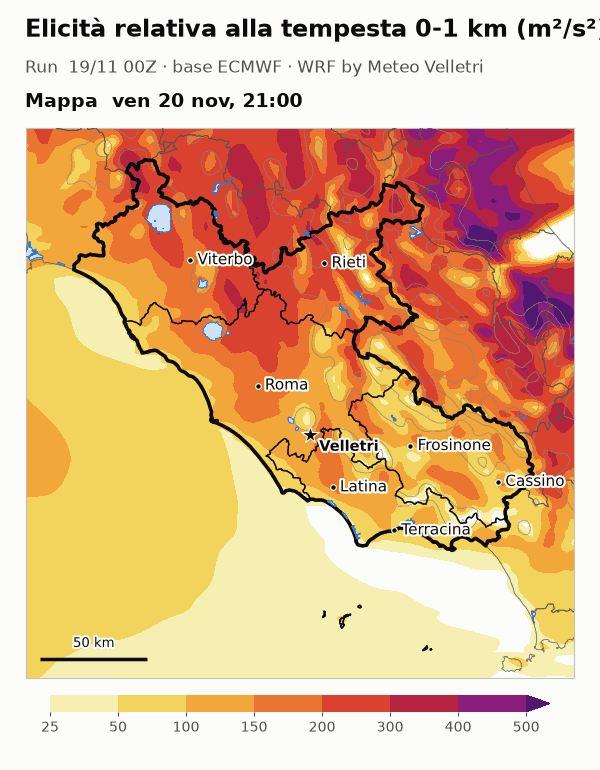 Elicità relativa alla tempesta 0-1 km (m²/s²)
Run 19/11 00Z · base ECMWF · WRF by Meteo Velletri
Mappa ven 20 nov, 21:00
Viterbo
Rieti
Roma
Velletri
Frosinone
Cassino
Latina
Terracina
50 km
25 50 100 150 200 300 400 500